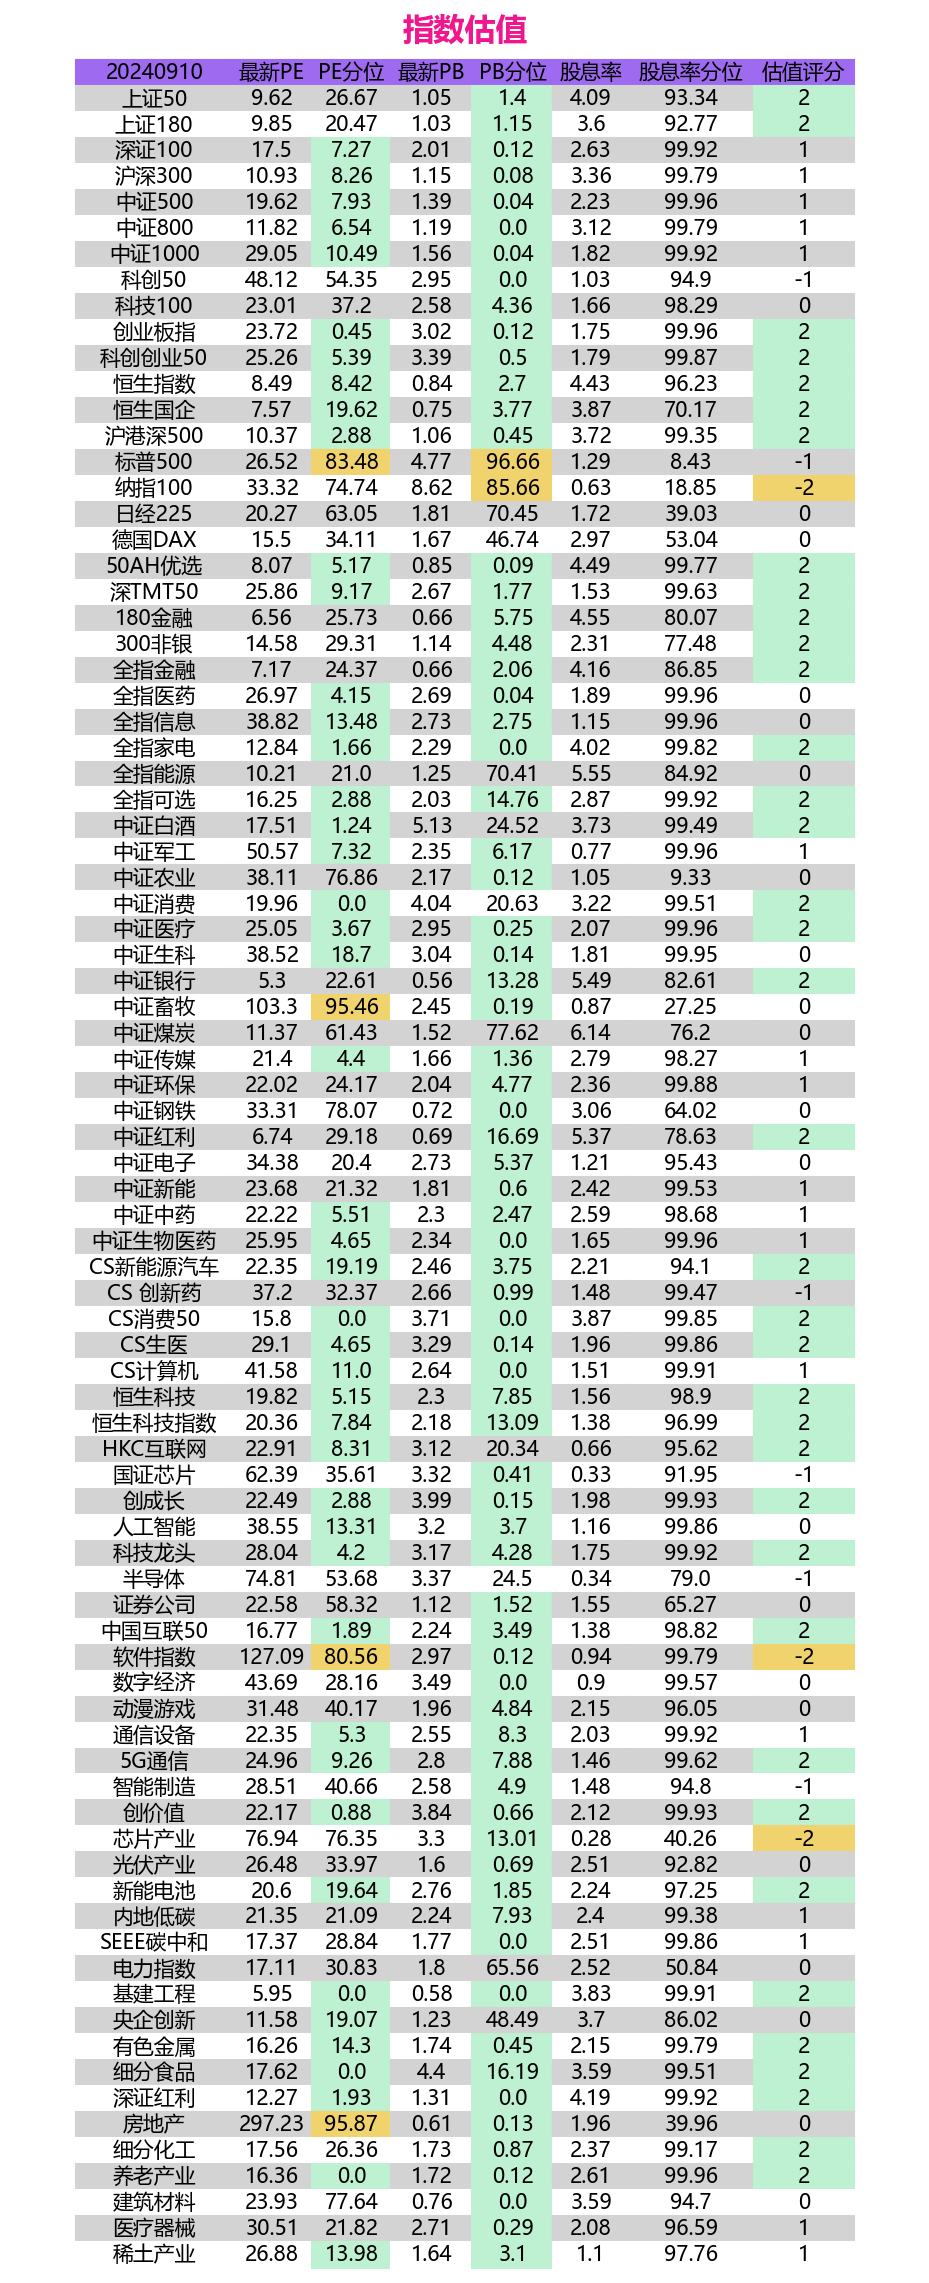 指数估值
20240910 最新PE PE分位 最新PB PB分位 股息率 股息率分位 估值评分
上证50 9.62 26.67 1.05 1.4 4.09 93.34 2
上证180 9.85 20.47 1.03 1.15 3.6 92.77 2
深证100 17.5 7.27 2.01 0.12 2.63 99.92 1
沪深300 10.93 8.26 1.15 0.08 3.36 99.79 1
中证500 19.62 7.93 1.39 0.04 2.23 99.96 1
中证800 11.82 6.54 1.19 0.0 3.12 99.79 1
中证1000 29.05 10.49 1.56 0.04 1.82 99.92 1
科创50 48.12 54.35 2.95 0.0 1.03 94.9 -1
科技100 23.01 37.2 2.58 4.36 1.66 98.29 0
创业板指 23.72 0.45 3.02 0.12 1.75 99.96 2
科创创业50 25.26 5.39 3.39 0.5 1.79 99.87 2
恒生指数 8.49 8.42 0.84 2.7 4.43 96.23 2
恒生国企 7.57 19.62 0.75 3.77 3.87 70.17 2
沪港深500 10.37 2.88 1.06 0.45 3.72 99.35 2
标普500 26.52 83.48 4.77 96.66 1.29 8.43 -1
纳指100 33.32 74.74 8.62 85.66 0.63 18.85 -2
日经225 20.27 63.05 1.81 70.45 1.72 39.03 0
德国DAX 15.5 34.11 1.67 46.74 2.97 53.04 0
50AH优选 8.07 5.17 0.85 0.09 4.49 99.77 2
深TMT50 25.86 9.17 2.67 1.77 1.53 99.63 2
180金融 6.56 25.73 0.66 5.75 4.55 80.07 2
300非银 14.58 29.31 1.14 4.48 2.31 77.48 2
全指金融 7.17 24.37 0.66 2.06 4.16 86.85 2
全指医药 26.97 4.15 2.69 0.04 1.89 99.96 0
全指信息 38.82 13.48 2.73 2.75 1.15 99.96 0
全指家电 12.84 1.66 2.29 0.0 4.02 99.82 2
全指能源 10.21 21.0 1.25 70.41 5.55 84.92 0
全指可选 16.25 2.88 2.03 14.76 2.87 99.92 2
中证白酒 17.51 1.24 5.13 24.52 3.73 99.49 2
中证军工 50.57 7.32 2.35 6.17 0.77 99.96 1
中证农业 38.11 76.86 2.17 0.12 1.05 9.33 0
中证消费 19.96 0.0 4.04 20.63 3.22 99.51 2
中证医疗 25.05 3.67 2.95 0.25 2.07 99.96 2
中证生科 38.52 18.7 3.04 0.14 1.81 99.95 0
中证银行 5.3 22.61 0.56 13.28 5.49 82.61 2
中证畜牧 103.3 95.46 2.45 0.19 0.87 27.25 0
中证煤炭 11.37 61.43 1.52 77.62 6.14 76.2 0
中证传媒 21.4 4.4 1.66 1.36 2.79 98.27 1
中证环保 22.02 24.17 2.04 4.77 2.36 99.88 1
中证钢铁 33.31 78.07 0.72 0.0 3.06 64.02 0
中证红利 6.74 29.18 0.69 16.69 5.37 78.63 2
中证电子 34.38 20.4 2.73 5.37 1.21 95.43 0
中证新能 23.68 21.32 1.81 0.6 2.42 99.53 1
中证中药 22.22 5.51 2.3 2.47 2.59 98.68 1
中证生物医药 25.95 4.65 2.34 0.0 1.65 99.96 1
CS新能源汽车 22.35 19.19 2.46 3.75 2.21 94.1 2
CS 创新药 37.2 32.37 2.66 0.99 1.48 99.47 -1
CS消费50 15.8 0.0 3.71 0.0 3.87 99.85 2
CS生医 29.1 4.65 3.29 0.14 1.96 99.86 2
CS计算机 41.58 11.0 2.64 0.0 1.51 99.91 1
恒生科技 19.82 5.15 2.3 7.85 1.56 98.9 2
恒生科技指数 20.36 7.84 2.18 13.09 1.38 96.99 2
HKC互联网 22.91 8.31 3.12 20.34 0.66 95.62 2
国证芯片 62.39 35.61 3.32 0.41 0.33 91.95 -1
创成长 22.49 2.88 3.99 0.15 1.98 99.93 2
人工智能 38.55 13.31 3.2 3.7 1.16 99.86 0
科技龙头 28.04 4.2 3.17 4.28 1.75 99.92 2
半导体 74.81 53.68 3.37 24.5 0.34 79.0 -1
证券公司 22.58 58.32 1.12 1.52 1.55 65.27 0
中国互联50 16.77 1.89 2.24 3.49 1.38 98.82 2
软件指数 127.09 80.56 2.97 0.12 0.94 99.79 -2
数字经济 43.69 28.16 3.49 0.0 0.9 99.57 0
动漫游戏 31.48 40.17 1.96 4.84 2.15 96.05 0
通信设备 22.35 5.3 2.55 8.3 2.03 99.92 1
5G通信 24.96 9.26 2.8 7.88 1.46 99.62 2
智能制造 28.51 40.66 2.58 4.9 1.48 94.8 -1
创价值 22.17 0.88 3.84 0.66 2.12 99.93 2
芯片产业 76.94 76.35 3.3 13.01 0.28 40.26 -2
光伏产业 26.48 33.97 1.6 0.69 2.51 92.82 0
新能电池 20.6 19.64 2.76 1.85 2.24 97.25 2
内地低碳 21.35 21.09 2.24 7.93 2.4 99.38 1
SEEE碳中和 17.37 28.84 1.77 0.0 2.51 99.86 1
电力指数 17.11 30.83 1.8 65.56 2.52 50.84 0
基建工程 5.95 0.0 0.58 0.0 3.83 99.91 2
央企创新 11.58 19.07 1.23 48.49 3.7 86.02 0
有色金属 16.26 14.3 1.74 0.45 2.15 99.79 2
细分食品 17.62 0.0 4.4 16.19 3.59 99.51 2
深证红利 12.27 1.93 1.31 0.0 4.19 99.92 2
房地产 297.23 95.87 0.61 0.13 1.96 39.96 0
细分化工 17.56 26.36 1.73 0.87 2.37 99.17 2
养老产业 16.36 0.0 1.72 0.12 2.61 99.96 2
建筑材料 23.93 77.64 0.76 0.0 3.59 94.7 0
医疗器械 30.51 21.82 2.71 0.29 2.08 96.59 1
稀土产业 26.88 13.98 1.64 3.1 1.1 97.76 1